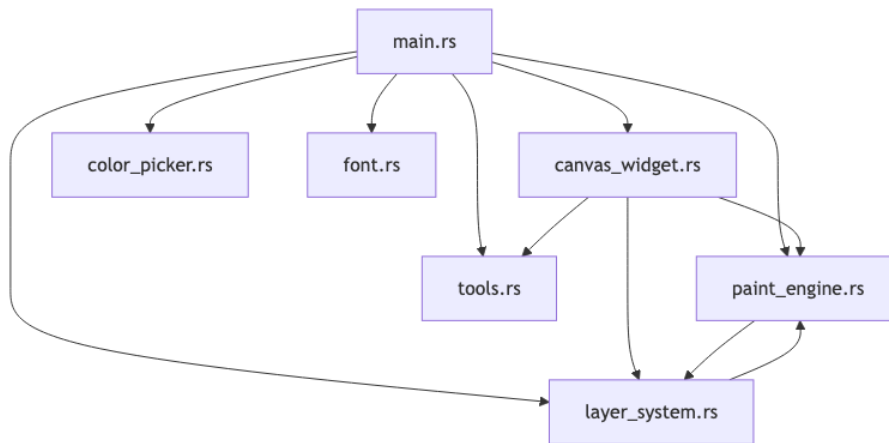 main.rs
color_picker.rs
font.rs
canvas_widget.rs
tools.rs
paint_engine.rs
layer_system.rs